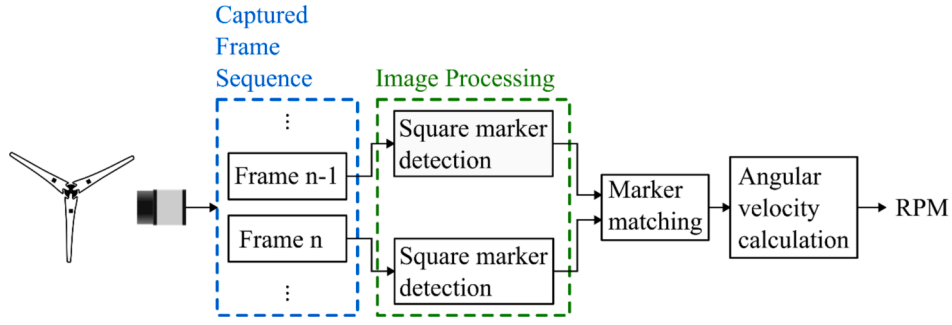 Captured
Frame
Sequence
Image Processing
⋮
Frame n-1
Frame n
⋮
Square marker
detection
Square marker
detection
Marker
matching
Angular
velocity
calculation
RPM